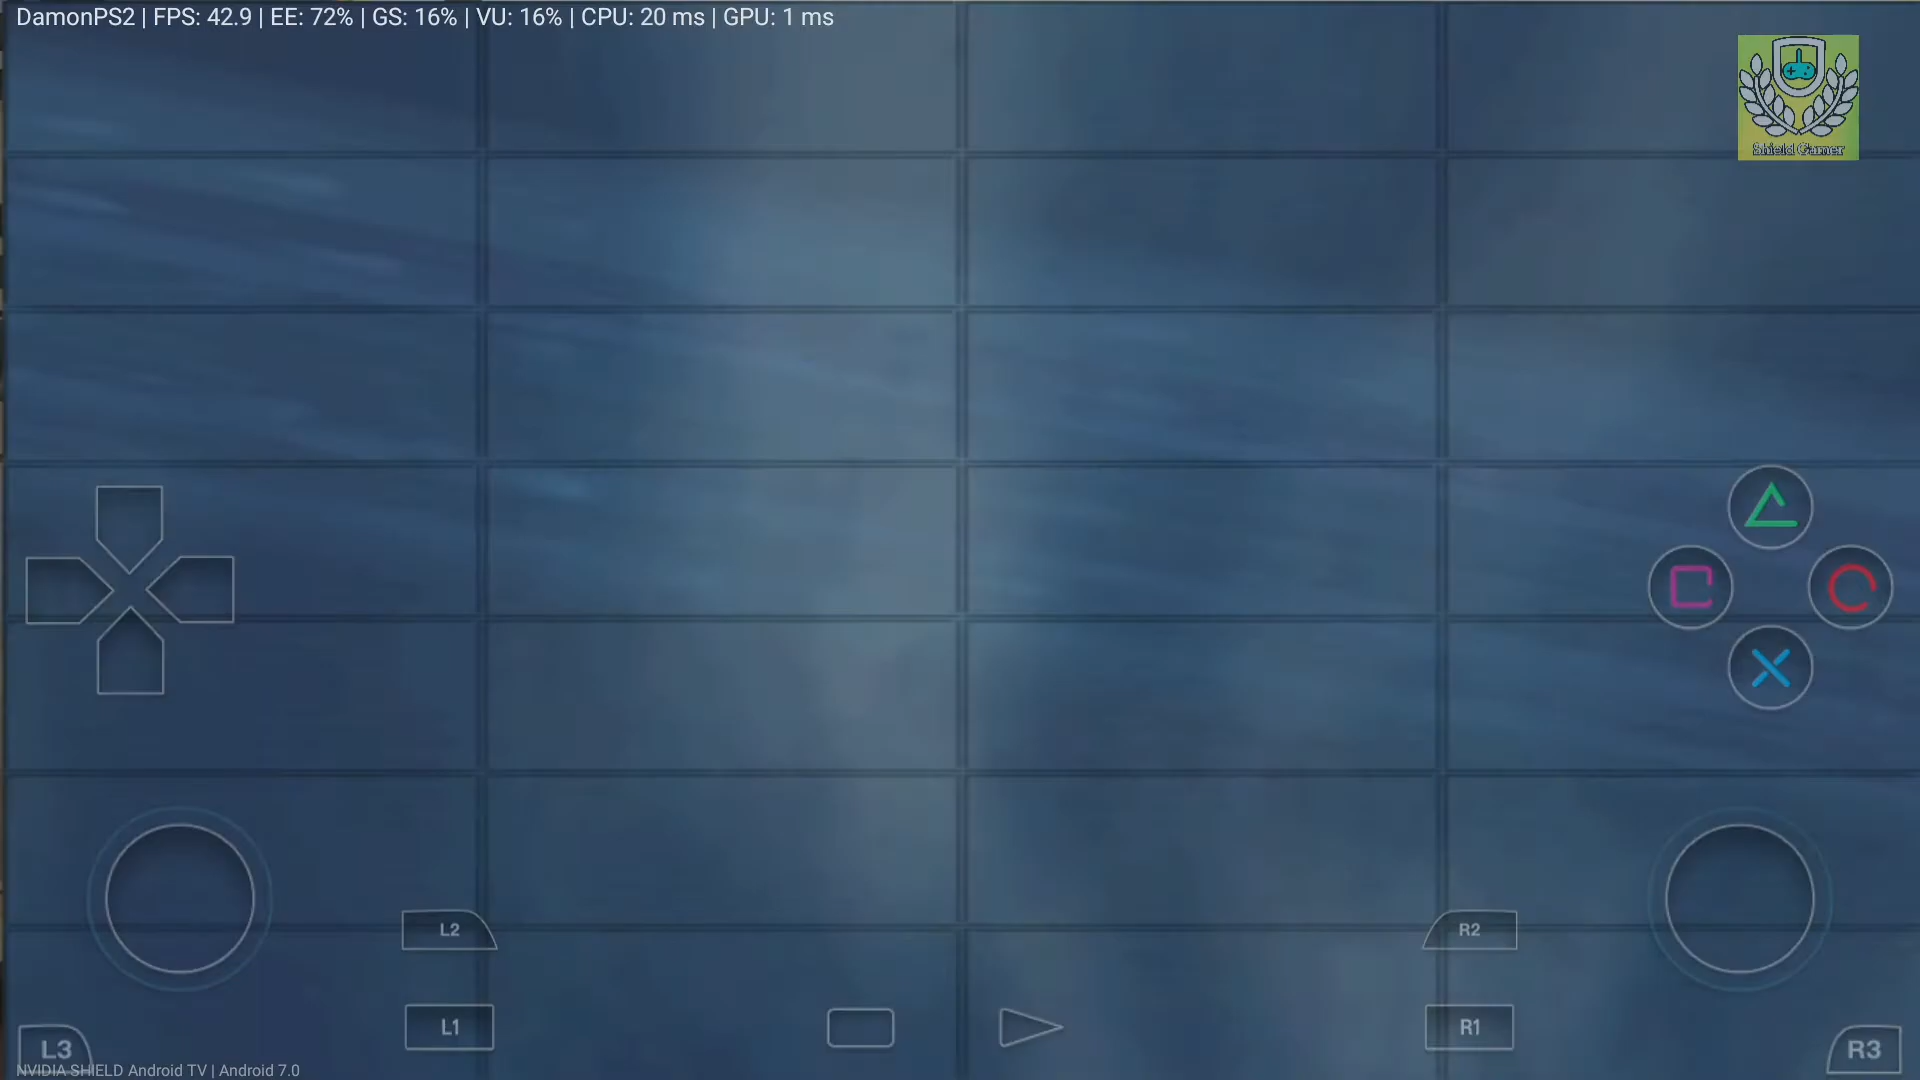 DamonPS2 | FPS: 42.9 | EE: 72% | GS: 16% | VU: 16% | CPU: 20 ms | GPU: 1 ms
Shield Gamer
L2
R2
L1
R1
L3
R3
NVIDIA SHIELD Android TV | Android 7.0